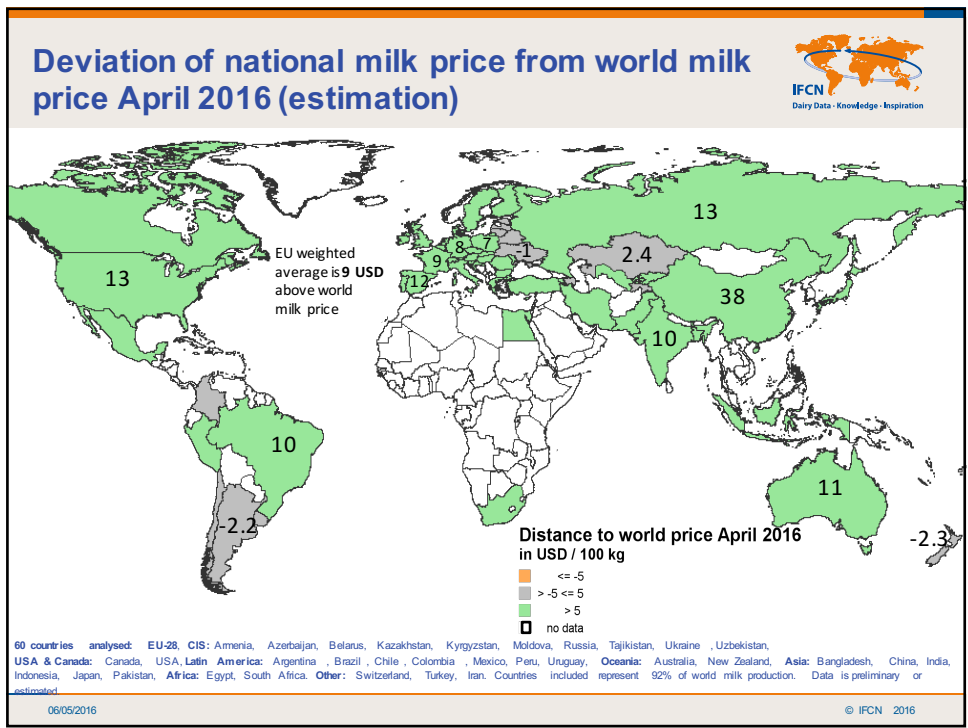 Deviation of national milk price from world milk
price April 2016 (estimation)
IFCN
Dairy Data · Knowledge · Inspiration
13
13
EU weighted
average is 9 USD
above world
milk price
8
7
-1
9
12
2.4
38
10
10
11
-2.2
-2.3
Distance to world price April 2016
in USD / 100 kg
<= -5
> -5 <= 5
> 5
no data
60 countries analysed: EU-28, CIS: Armenia, Azerbaijan, Belarus, Kazakhstan, Kyrgyzstan, Moldova, Russia, Tajikistan, Ukraine , Uzbekistan,
USA & Canada: Canada, USA, Latin America: Argentina , Brazil , Chile , Colombia , Mexico, Peru, Uruguay, Oceania: Australia, New Zealand, Asia: Bangladesh, China, India,
Indonesia, Japan, Pakistan, Africa: Egypt, South Africa. Other: Switzerland, Turkey, Iran. Countries included represent 92% of world milk production. Data is preliminary or
estimated.
06/05/2016
© IFCN 2016